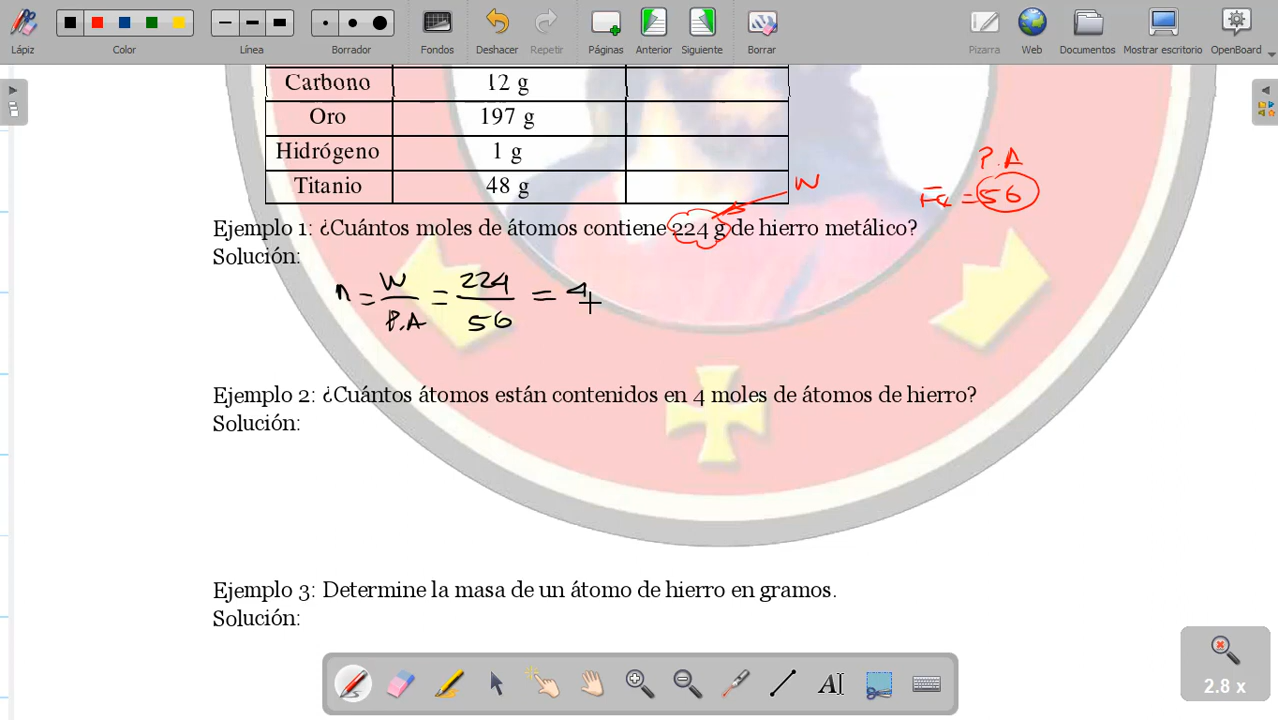 Lápiz Color Línea Borrador Fondos Deshacer Repetir Páginas Anterior Siguiente Borrar Pizarra Web Documentos Mostrar escritorio OpenBoard
Carbono 12 g
Oro 197 g
Hidrógeno 1 g
Titanio 48 g
P.A
Fe = 56
W
Ejemplo 1: ¿Cuántos moles de átomos contiene 224 g de hierro metálico?
Solución:
n = W / P.A = 224 / 56 = 4
Ejemplo 2: ¿Cuántos átomos están contenidos en 4 moles de átomos de hierro?
Solución:
Ejemplo 3: Determine la masa de un átomo de hierro en gramos.
Solución:
AI
2.8 x